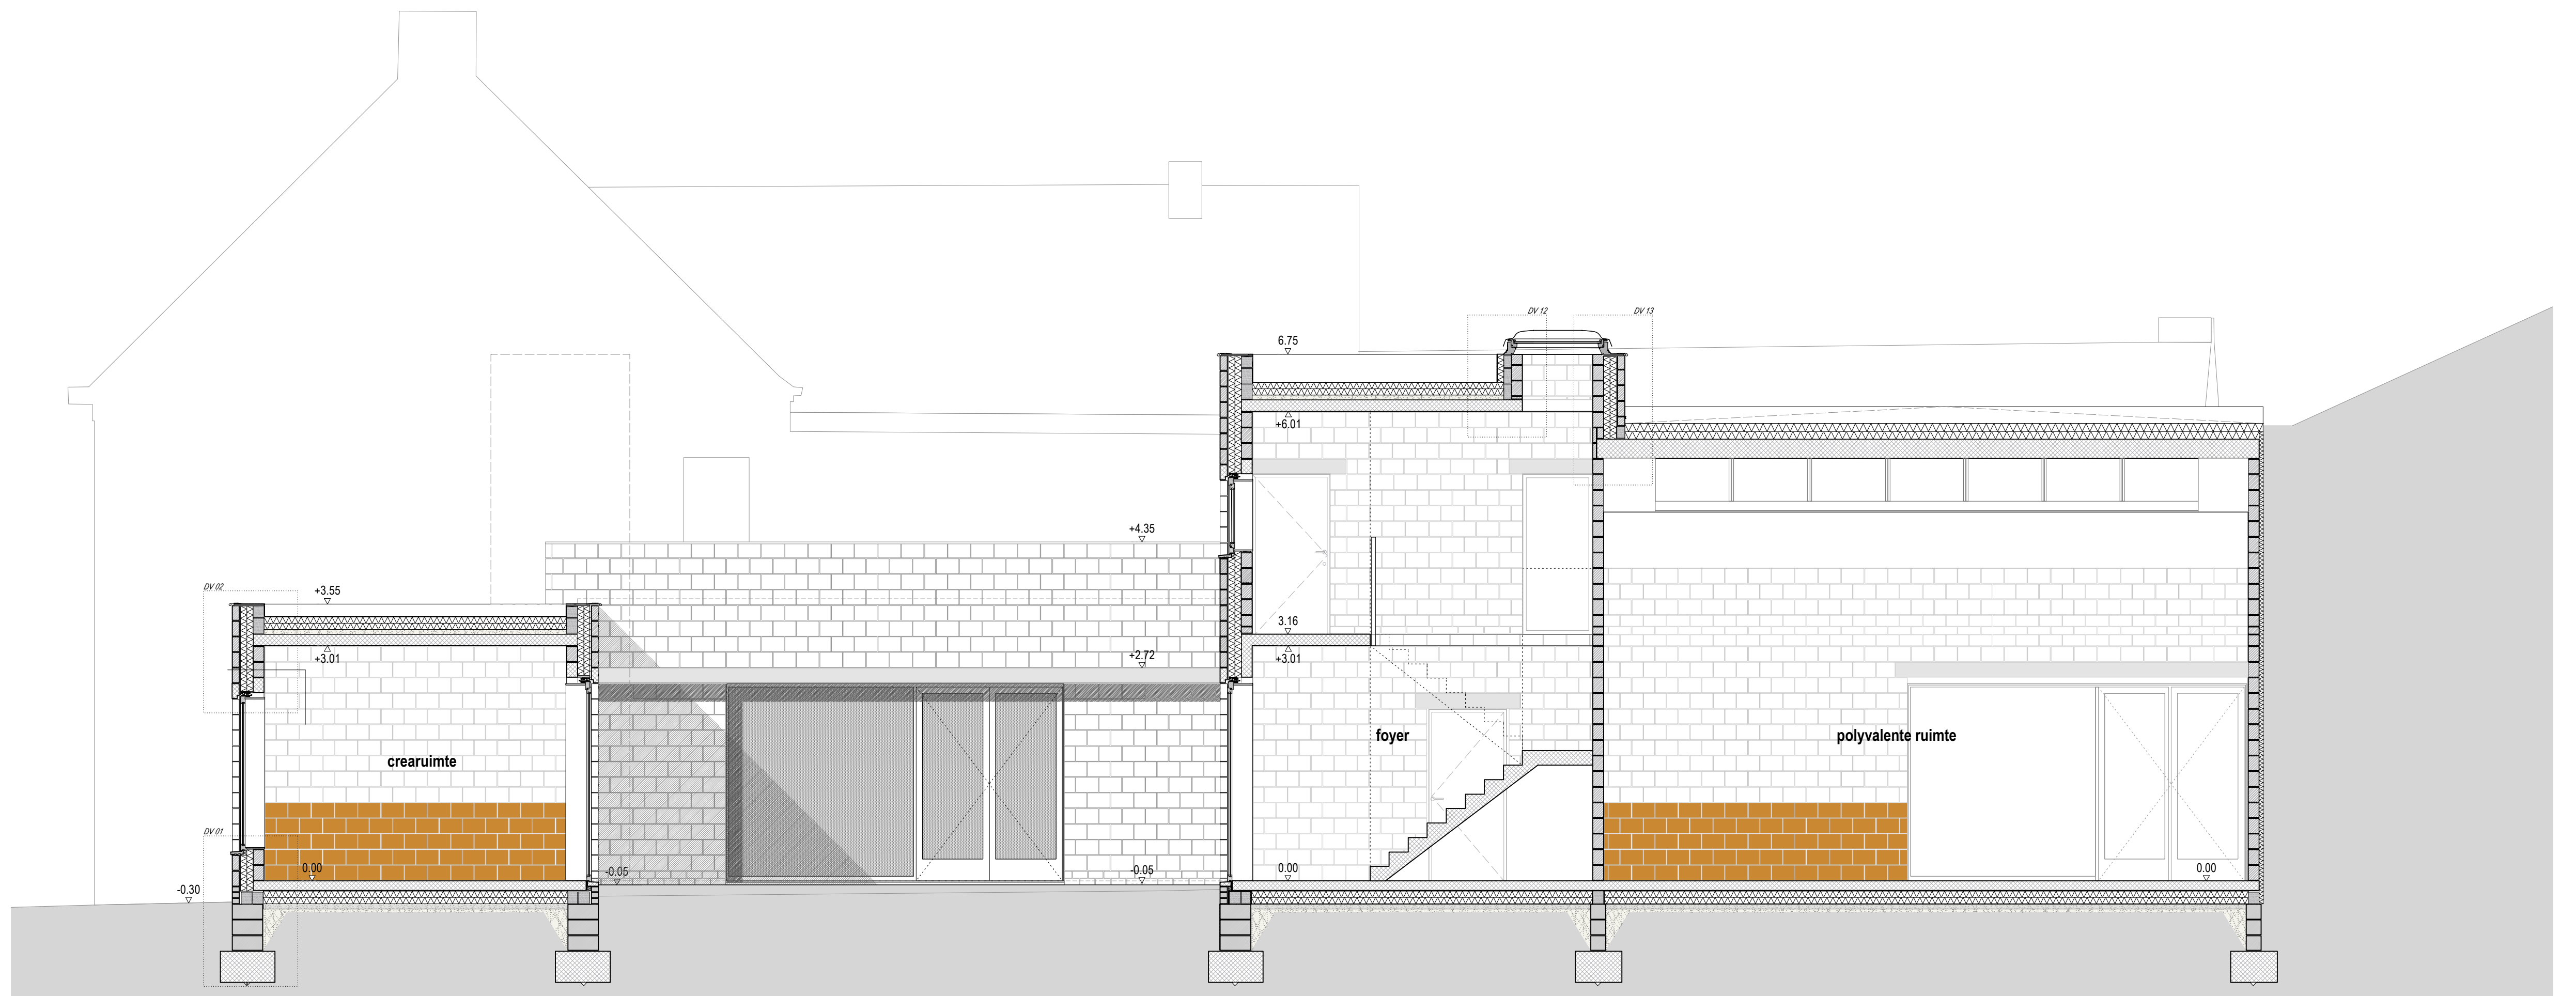 DV 12
DV 13
6.75
+6.01
+4.35
DV 02
+3.55
3.16
+3.01
+2.72
+3.01
foyer
polyvalente ruimte
crearuimte
DV 01
0.00
-0.05
-0.05
0.00
0.00
-0.30